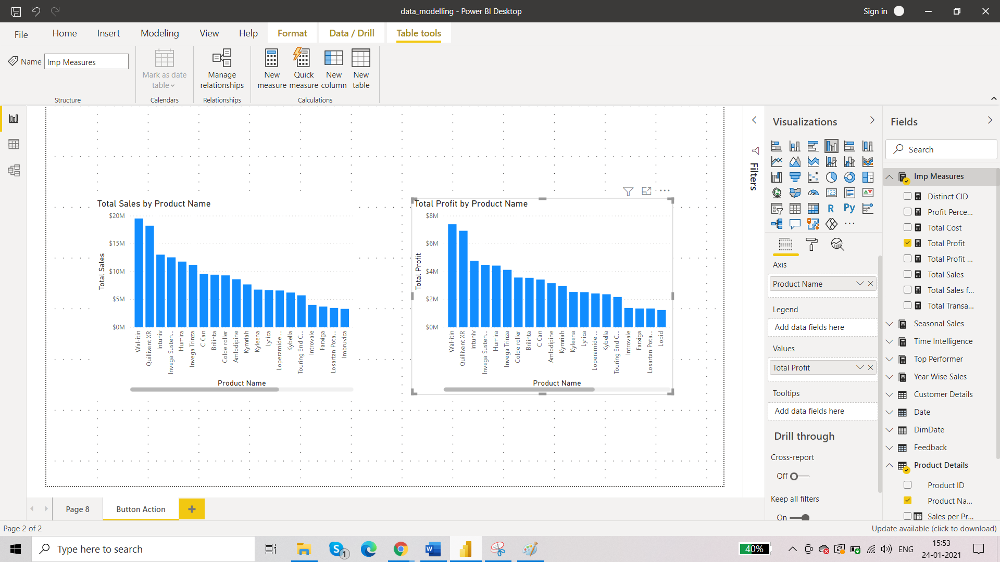 data_modelling - Power BI Desktop
Sign in
File
Home
Insert
Modeling
View
Help
Format
Data / Drill
Table tools
Name
Imp Measures
Mark as date
table
Manage
relationships
New
measure
Quick
measure
New
column
New
table
Structure
Calendars
Relationships
Calculations
Total Sales by Product Name
$20M
$15M
$10M
$5M
$0M
Total Sales
Wal-itin
Quillivant XR
Intuniv
Invega Susten...
Humira
Invega Trinza
C Can
Brilinta
Colde roller
Amlodipine
Kymriah
Kyleena
Lyrica
Loperamide ...
Kybella
Touring End C...
Introvale
Farxiga
Losartan Pota...
Imbruvica
Product Name
Total Profit by Product Name
$8M
$6M
$4M
$2M
$0M
Total Profit
Wal-itin
Quillivant XR
Intuniv
Invega Susten...
Humira
Invega Trinza
Colde roller
Brilinta
C Can
Amlodipine
Kymriah
Kyleena
Lyrica
Loperamide ...
Kybella
Touring End C...
Introvale
Farxiga
Losartan Pota...
Lopid
Product Name
Filters
Visualizations
123
R
Py
Axis
Product Name
Legend
Add data fields here
Values
Total Profit
Tooltips
Add data fields here
Drill through
Cross-report
Off
Keep all filters
On
Fields
Search
Imp Measures
Distinct CID
Profit Perce...
Total Cost
Total Profit
Total Profit ...
Total Sales
Total Sales f...
Total Transa...
Seasonal Sales
Time Intelligence
Top Performer
Year Wise Sales
Customer Details
Date
DimDate
Feedback
Product Details
Product ID
Product Na...
Sales per Pr...
Page 8
Button Action
Page 2 of 2
Update available (click to download)
Type here to search
1
40%
ENG
15:53
24-01-2021